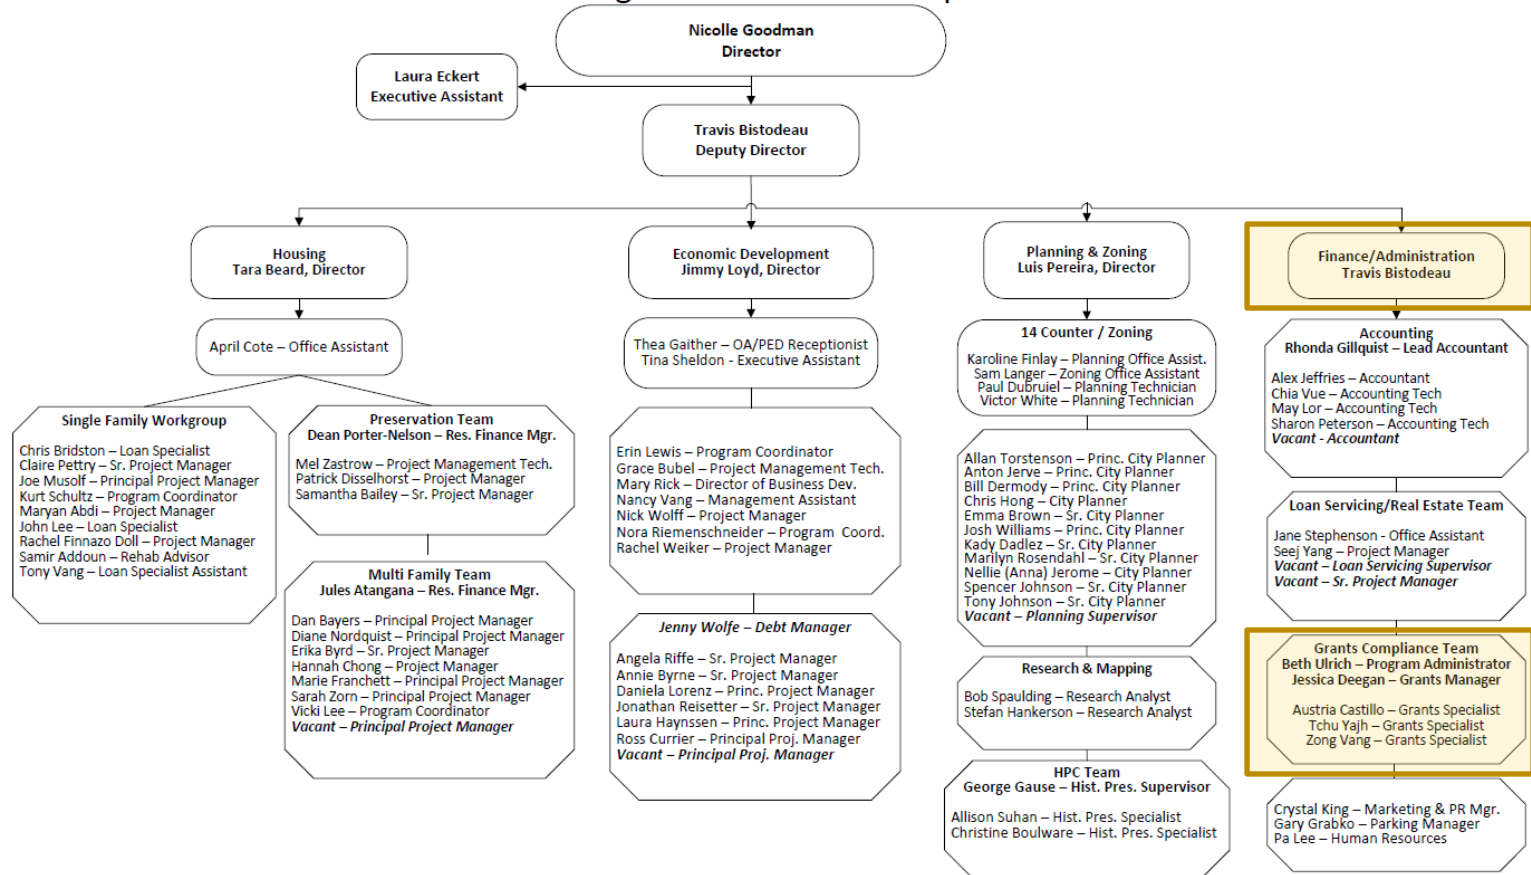 Nicolle Goodman
Director
Laura Eckert
Executive Assistant
Travis Bistodeau
Deputy Director
Housing
Tara Beard, Director
April Cote – Office Assistant
Single Family Workgroup
Chris Bridston – Loan Specialist
Claire Pettry – Sr. Project Manager
Joe Musolf – Principal Project Manager
Kurt Schultz – Program Coordinator
Maryan Abdi – Project Manager
John Lee – Loan Specialist
Rachel Finnazo Doll – Project Manager
Samir Addoun – Rehab Advisor
Tony Vang – Loan Specialist Assistant
Preservation Team
Dean Porter-Nelson – Res. Finance Mgr.
Mel Zastrow – Project Management Tech.
Patrick Disselhorst – Project Manager
Samantha Bailey – Sr. Project Manager
Multi Family Team
Jules Atangana – Res. Finance Mgr.
Dan Bayers – Principal Project Manager
Diane Nordquist – Principal Project Manager
Erika Byrd – Sr. Project Manager
Hannah Chong – Project Manager
Marie Franchett – Principal Project Manager
Sarah Zorn – Principal Project Manager
Vicki Lee – Program Coordinator
Vacant – Principal Project Manager
Economic Development
Jimmy Loyd, Director
Thea Gaither – OA/PED Receptionist
Tina Sheldon - Executive Assistant
Erin Lewis – Program Coordinator
Grace Bubel – Project Management Tech.
Mary Rick – Director of Business Dev.
Nancy Vang – Management Assistant
Nick Wolff – Project Manager
Nora Riemenschneider – Program Coord.
Rachel Weiker – Project Manager
Jenny Wolfe – Debt Manager
Angela Riffe – Sr. Project Manager
Annie Byrne – Sr. Project Manager
Daniela Lorenz – Princ. Project Manager
Jonathan Reisetter – Sr. Project Manager
Laura Haynssen – Princ. Project Manager
Ross Currier – Principal Proj. Manager
Vacant – Principal Proj. Manager
Planning & Zoning
Luis Pereira, Director
14 Counter / Zoning
Karoline Finlay – Planning Office Assist.
Sam Langer – Zoning Office Assistant
Paul Dubruiel – Planning Technician
Victor White – Planning Technician
Allan Torstenson – Princ. City Planner
Anton Jerve – Princ. City Planner
Bill Dermody – Princ. City Planner
Chris Hong – City Planner
Emma Brown – Sr. City Planner
Josh Williams – Princ. City Planner
Kady Dadlez – Sr. City Planner
Marilyn Rosendahl – Sr. City Planner
Nellie (Anna) Jerome – City Planner
Spencer Johnson – Sr. City Planner
Tony Johnson – Sr. City Planner
Vacant – Planning Supervisor
Research & Mapping
Bob Spaulding – Research Analyst
Stefan Hankerson – Research Analyst
HPC Team
George Gause – Hist. Pres. Supervisor
Allison Suhan – Hist. Pres. Specialist
Christine Boulware – Hist. Pres. Specialist
Finance/Administration
Travis Bistodeau
Accounting
Rhonda Gillquist – Lead Accountant
Alex Jeffries – Accountant
Chia Vue – Accounting Tech
May Lor – Accounting Tech
Sharon Peterson – Accounting Tech
Vacant - Accountant
Loan Servicing/Real Estate Team
Jane Stephenson - Office Assistant
Seej Yang – Project Manager
Vacant – Loan Servicing Supervisor
Vacant – Sr. Project Manager
Grants Compliance Team
Beth Ulrich – Program Administrator
Jessica Deegan – Grants Manager
Austria Castillo – Grants Specialist
Tchu Yajh – Grants Specialist
Zong Vang – Grants Specialist
Crystal King – Marketing & PR Mgr.
Gary Grabko – Parking Manager
Pa Lee – Human Resources